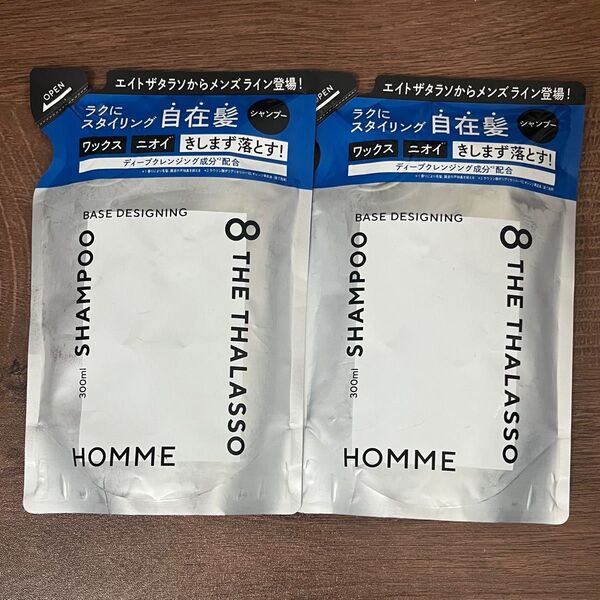 OPEN
エイトザタラソからメンズライン登場!
ラクに
スタイリング
自在髪
シャンプー
ワックス ニオイ きしまず落とす!
ディープクレンジング成分配合
BASE DESIGNING
8 THE THALASSO
SHAMPOO
300ml
HOMME
OPEN
エイトザタラソからメンズライン登場!
ラクに
スタイリング
自在髪
シャンプー
ワックス ニオイ きしまず落とす!
ディープクレンジング成分配合
BASE DESIGNING
8 THE THALASSO
SHAMPOO
300ml
HOMME